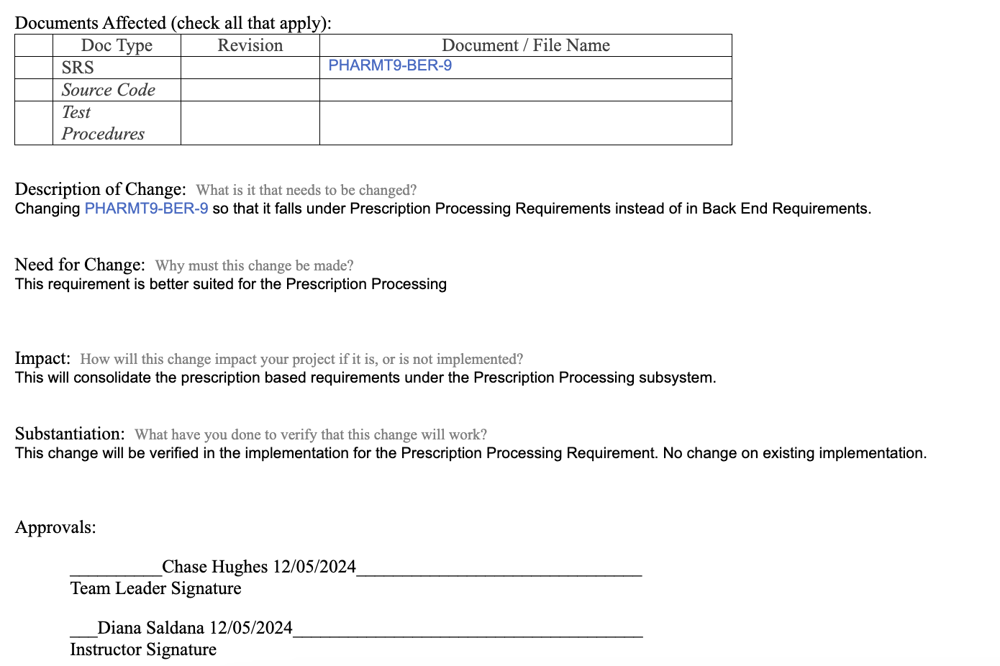 Documents Affected (check all that apply):
Doc Type Revision Document / File Name
SRS PHARMT9-BER-9
Source Code
Test
Procedures
Description of Change: What is it that needs to be changed?
Changing PHARMT9-BER-9 so that it falls under Prescription Processing Requirements instead of in Back End Requirements.
Need for Change: Why must this change be made?
This requirement is better suited for the Prescription Processing
Impact: How will this change impact your project if it is, or is not implemented?
This will consolidate the prescription based requirements under the Prescription Processing subsystem.
Substantiation: What have you done to verify that this change will work?
This change will be verified in the implementation for the Prescription Processing Requirement. No change on existing implementation.
Approvals:
__________Chase Hughes 12/05/2024_______________________________
Team Leader Signature
___Diana Saldana 12/05/2024______________________________________
Instructor Signature